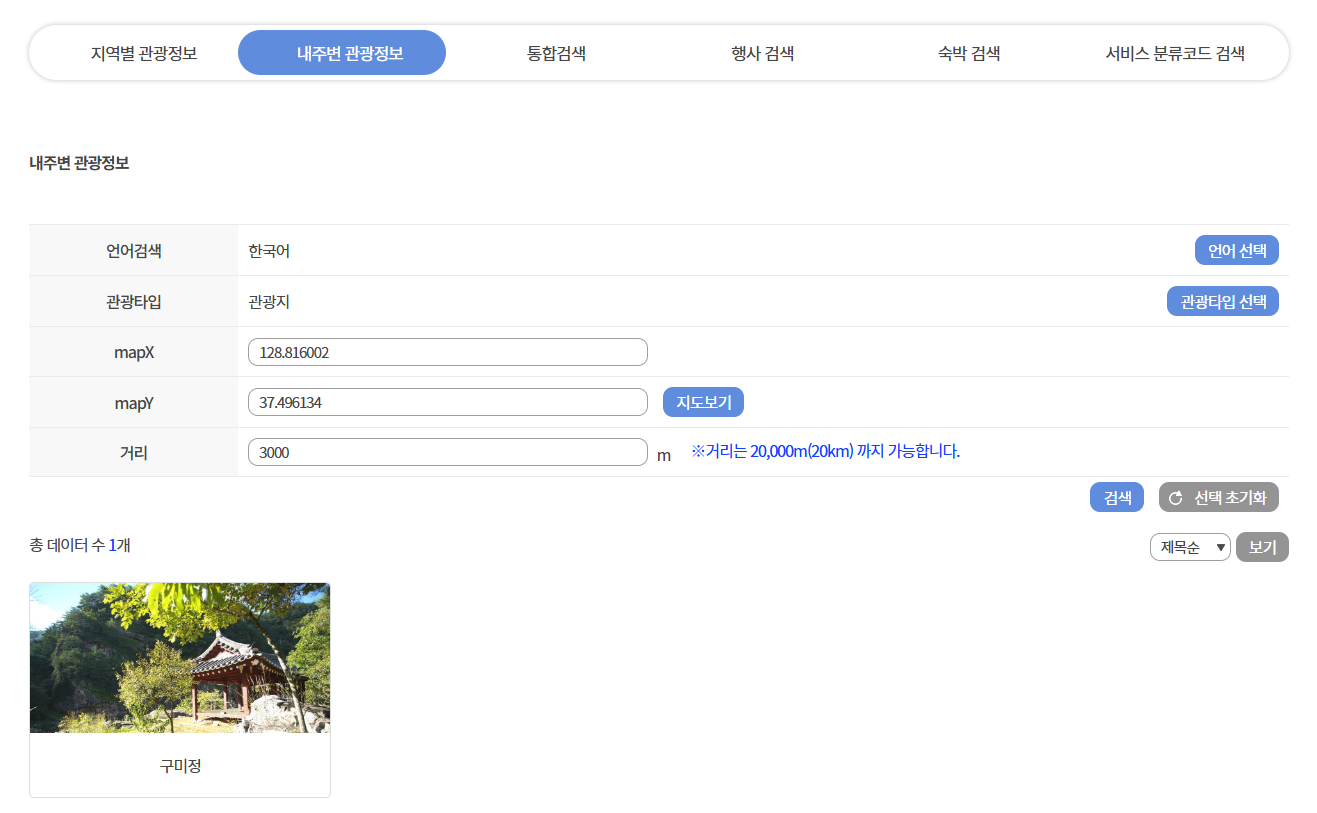 지역별 관광정보 내주변 관광정보 통합검색 행사 검색 숙박 검색 서비스 분류코드 검색
내주변 관광정보
언어검색 한국어 언어 선택
관광타입 관광지 관광타입 선택
mapX 128.816002
mapY 37.496134 지도보기
거리 3000 m ※거리는 20,000m(20km) 까지 가능합니다.
검색 선택 초기화
총 데이터 수 1개 제목순 보기
구미정